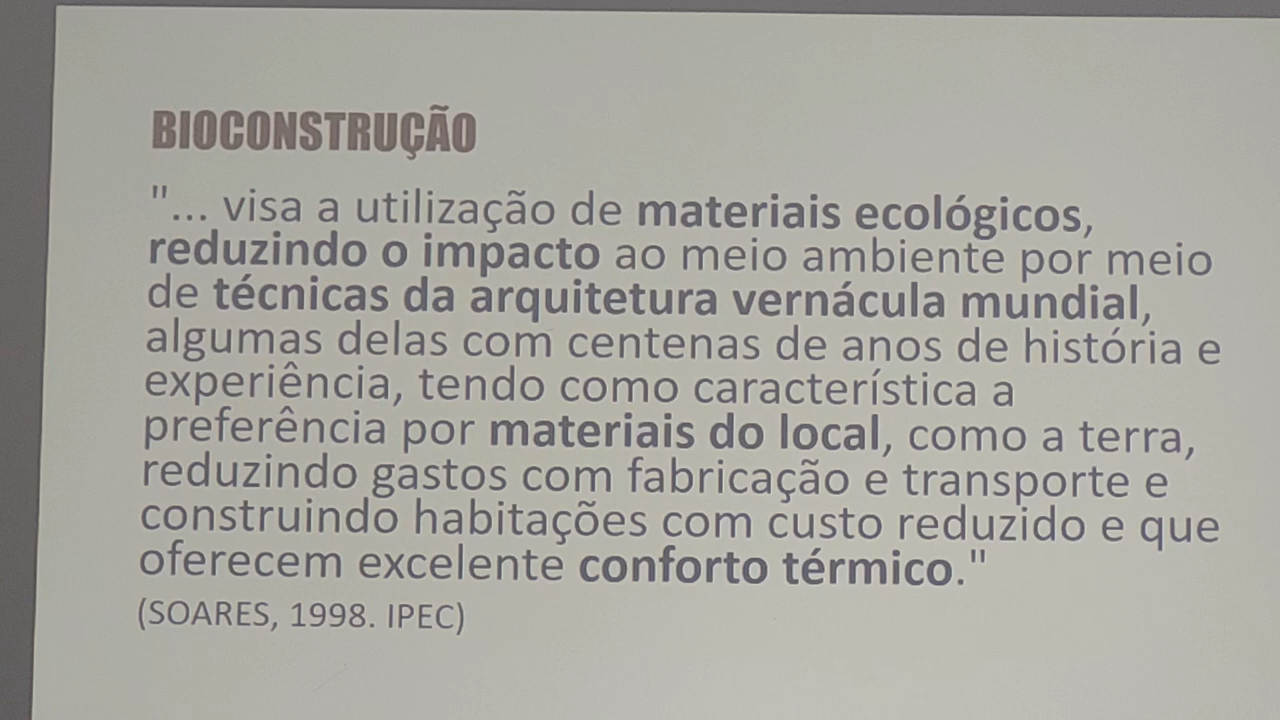 BIOCONSTRUÇÃO
"... visa a utilização de materiais ecológicos,
reduzindo o impacto ao meio ambiente por meio
de técnicas da arquitetura vernácula mundial,
algumas delas com centenas de anos de história e
experiência, tendo como característica a
preferência por materiais do local, como a terra,
reduzindo gastos com fabricação e transporte e
construindo habitações com custo reduzido e que
oferecem excelente conforto térmico."
(SOARES, 1998. IPEC)